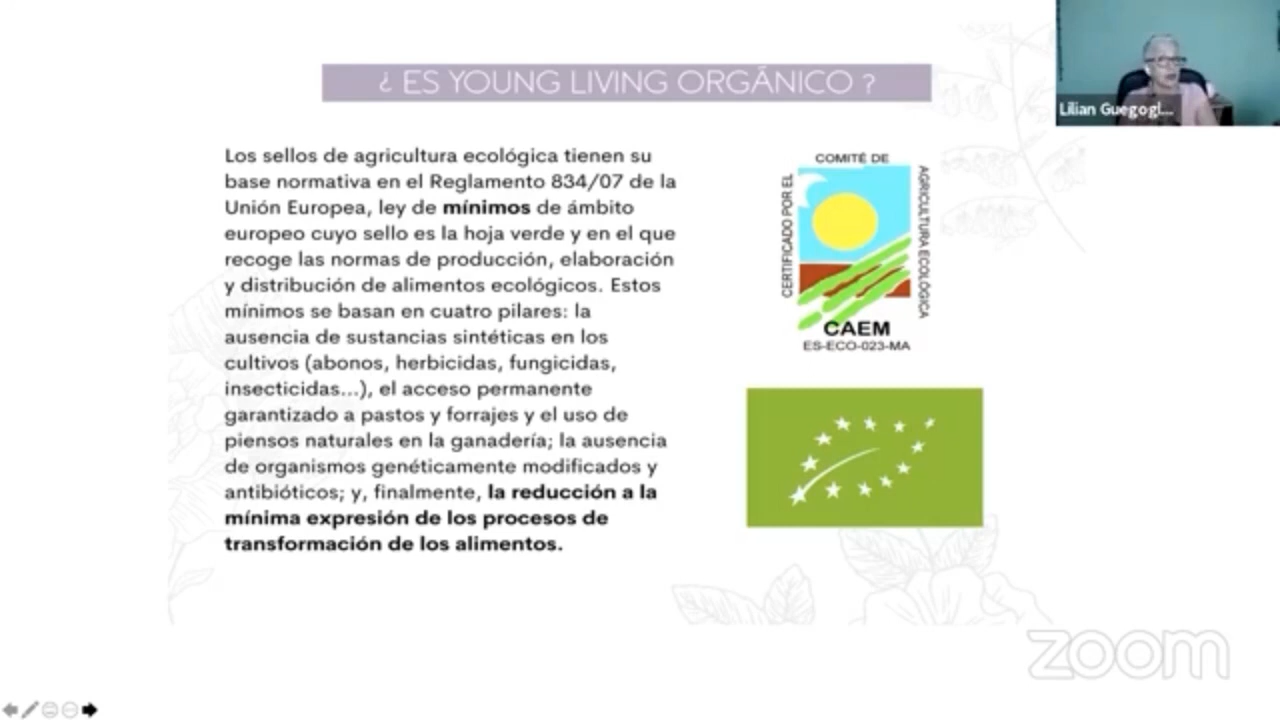 ¿ ES YOUNG LIVING ORGÃNICO ?
Lilian Guegogl...
Los sellos de agricultura ecológica tienen su
base normativa en el Reglamento 834/07 de la
Unión Europea, ley de mínimos de ámbito
europeo cuyo sello es la hoja verde y en el que
recoge las normas de producción, elaboración
y distribución de alimentos ecológicos. Estos
mínimos se basan en cuatro pilares: la
ausencia de sustancias sintéticas en los
cultivos (abonos, herbicidas, fungicidas,
insecticidas...), el acceso permanente
garantizado a pastos y forrajes y el uso de
piensos naturales en la ganadería; la ausencia
de organismos genéticamente modificados y
antibióticos; y, finalmente, la reducción a la
mínima expresión de los procesos de
transformación de los alimentos.
CERTIFICADO POR EL
COMITÉ DE
AGRICULTURA ECOLÓGICA
CAEM
ES-ECO-023-MA
zoom